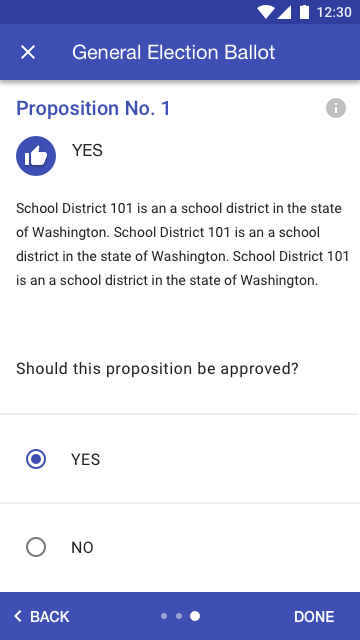 12:30
General Election Ballot
Proposition No. 1
YES
School District 101 is an a school district in the state
of Washington. School District 101 is an a school
district in the state of Washington. School District 101
is an a school district in the state of Washington.
Should this proposition be approved?
YES
NO
BACK
DONE